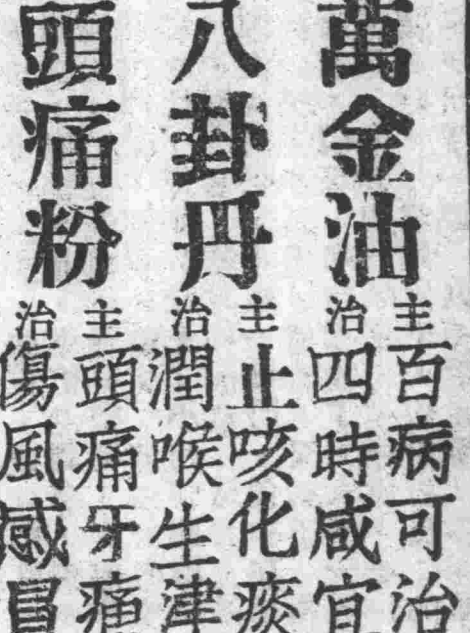 萬金油
主治
百病可治
四時咸宜
八卦丹
主治
止咳化痰
潤喉生津
頭痛粉
主治
頭痛牙痛
傷風感冒